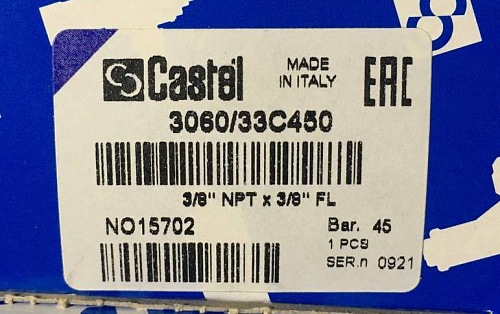 Castel
MADE
IN ITALY
EAC
3060/33C450
3/8" NPT x 3/8" FL
NO15702
Bar. 45
1 PCS
SER.n 0921